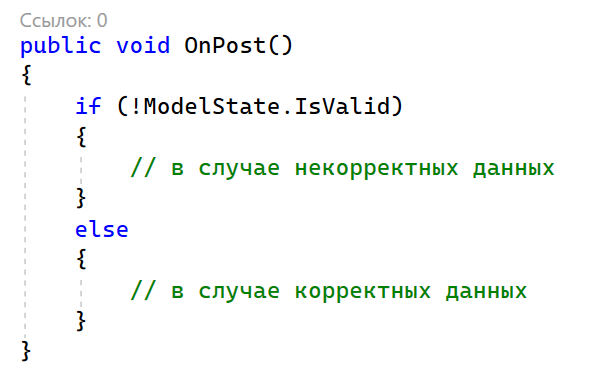 Ссылок: 0
public void OnPost()
{
    if (!ModelState.IsValid)
    {
        // в случае некорректных данных
    }
    else
    {
        // в случае корректных данных
    }
}